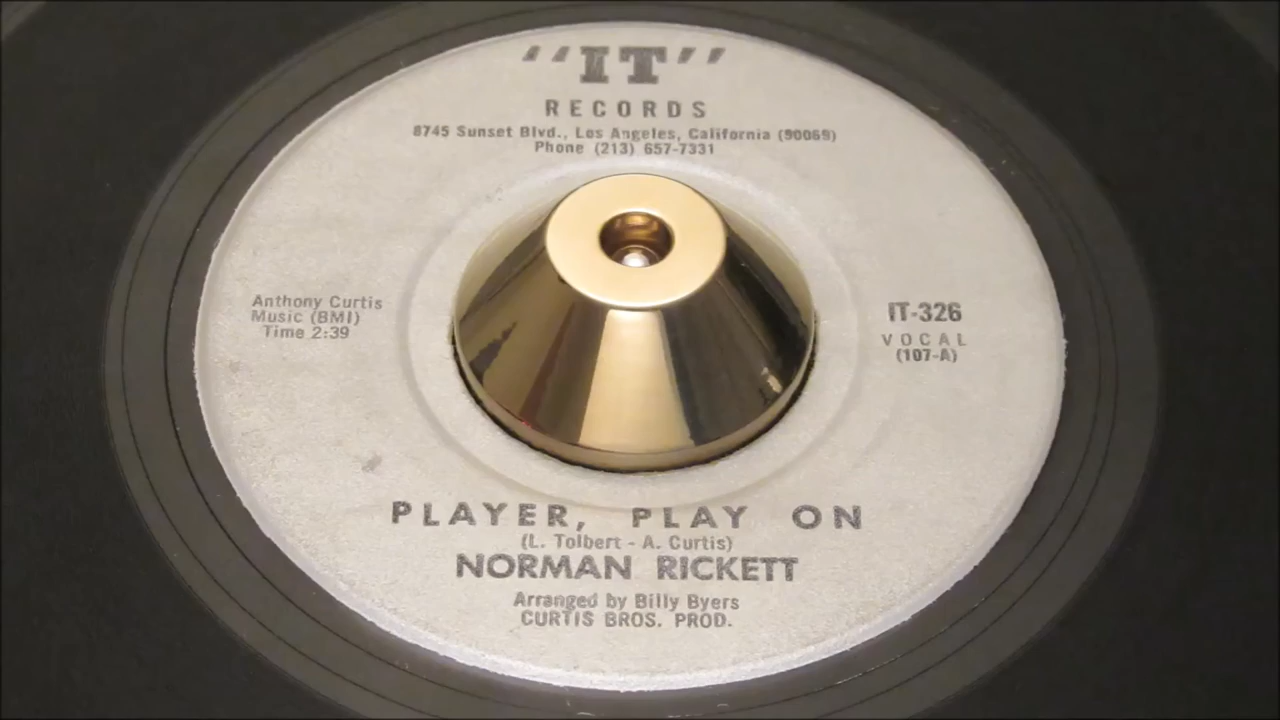 "IT"
RECORDS
8745 Sunset Blvd., Los Angeles, California (90069)
Phone (213) 657-7331
Anthony Curtis
Music (BMI)
Time 2:39
IT-326
VOCAL
(107-A)
PLAYER, PLAY ON
(L. Tolbert - A. Curtis)
NORMAN RICKETT
Arranged by Billy Byers
CURTIS BROS. PROD.